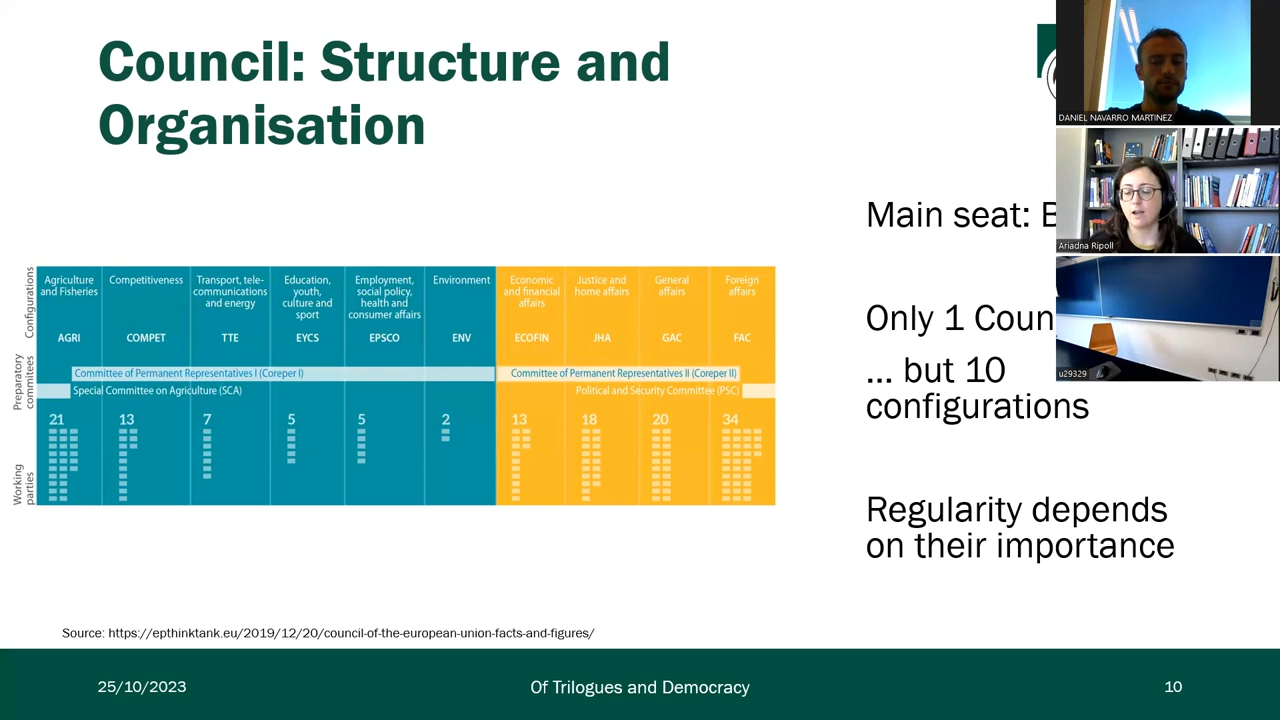 Council: Structure and
Organisation
DANIEL NAVARRO MARTINEZ
Ariadna Ripoll
u29329
Main seat:
Only 1
... but 10
configurations
Regularity depends
on their importance
Configurations
Agriculture
and Fisheries
AGRI
Competitiveness
COMPET
Transport, tele-
communications
and energy
TTE
Education,
youth,
culture and
sport
EYCS
Employment,
social policy,
health and
consumer affairs
EPSCO
Environment
ENV
Economic
and financial
affairs
ECOFIN
Justice and
home affairs
JHA
General
affairs
GAC
Foreign
affairs
FAC
Preparatory
commitees
Committee of Permanent Representatives I (Coreper I)
Committee of Permanent Representatives II (Coreper II)
Special Committee on Agriculture (SCA)
Political and Security Committee (PSC)
Working
parties
21 13 7 5 5 2 13 18 20 34
Source: https://epthinktank.eu/2019/12/20/council-of-the-european-union-facts-and-figures/
25/10/2023
Of Trilogues and Democracy
10